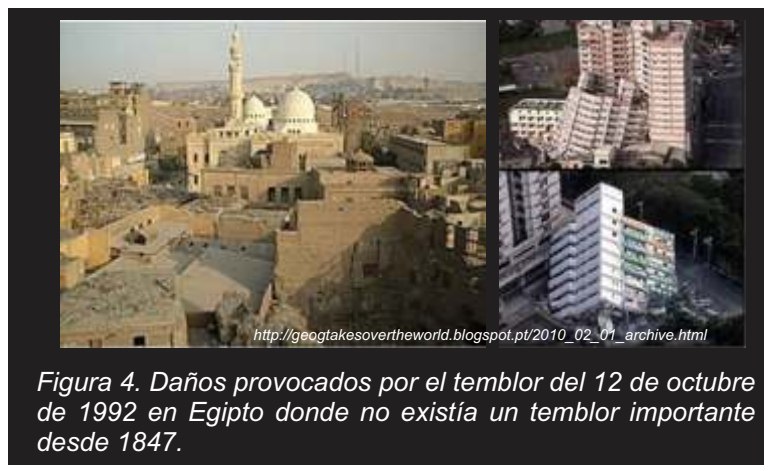 http://geogtakesovertheworld.blogspot.pt/2010_02_01_archive.html
Figura 4. Daños provocados por el temblor del 12 de octubre
de 1992 en Egipto donde no existía un temblor importante
desde 1847.